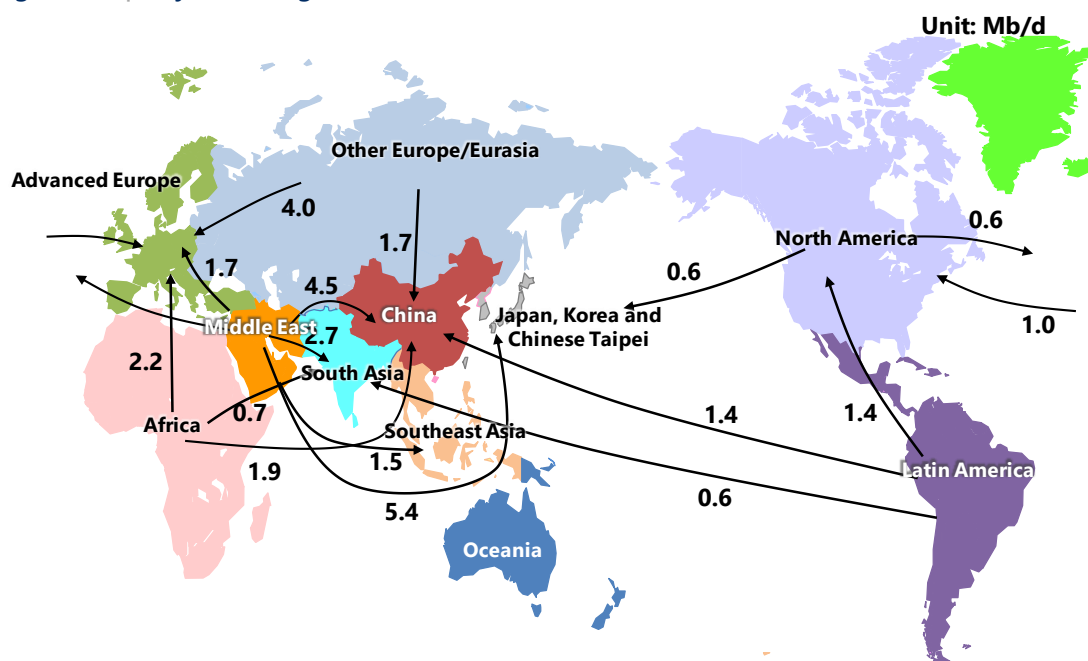 Unit: Mb/d
Other Europe/Eurasia
Advanced Europe
4.0
0.6
1.7
North America
1.7
0.6
4.5
China
Japan, Korea and
Chinese Taipei
Middle East
1.0
2.7
2.2
South Asia
0.7
1.4
1.4
Africa
Southeast Asia
1.5
1.9
Latin America
0.6
5.4
Oceania